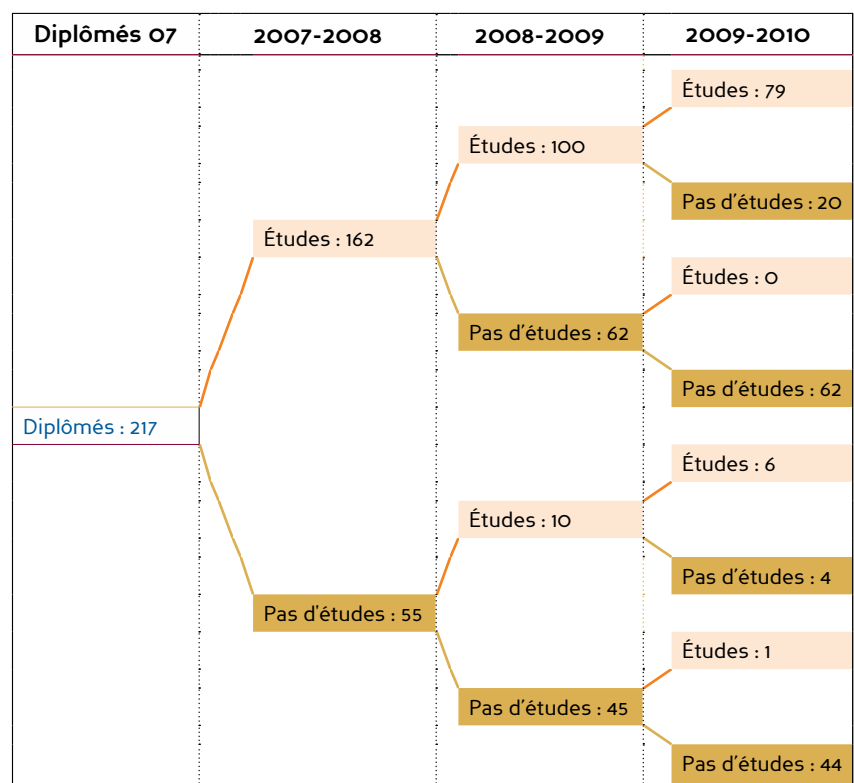 Diplômés 07 2007-2008 2008-2009 2009-2010
Études : 79
Études : 100
Pas d'études : 20
Études : 162
Études : 0
Pas d'études : 62
Pas d'études : 62
Diplômés : 217
Études : 6
Études : 10
Pas d'études : 4
Pas d'études : 55
Études : 1
Pas d'études : 45
Pas d'études : 44